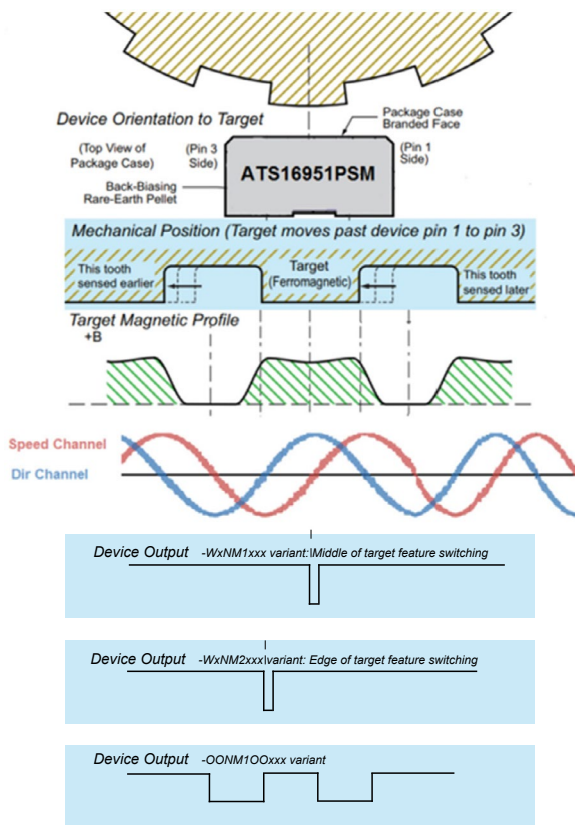 Device Orientation to Target
Package Case
Branded Face
(Top View of
Package Case)
(Pin 3
Side)
(Pin 1
Side)
ATS16951PSM
Back-Biasing
Rare-Earth Pellet
Mechanical Position (Target moves past device pin 1 to pin 3)
This tooth
sensed earlier
Target
(Ferromagnetic)
This tooth
sensed later
Target Magnetic Profile
+B
Speed Channel
Dir Channel
Device Output -WxNM1xxx variant: Middle of target feature switching
Device Output -WxNM2xxx variant: Edge of target feature switching
Device Output -OONM1OOxxx variant